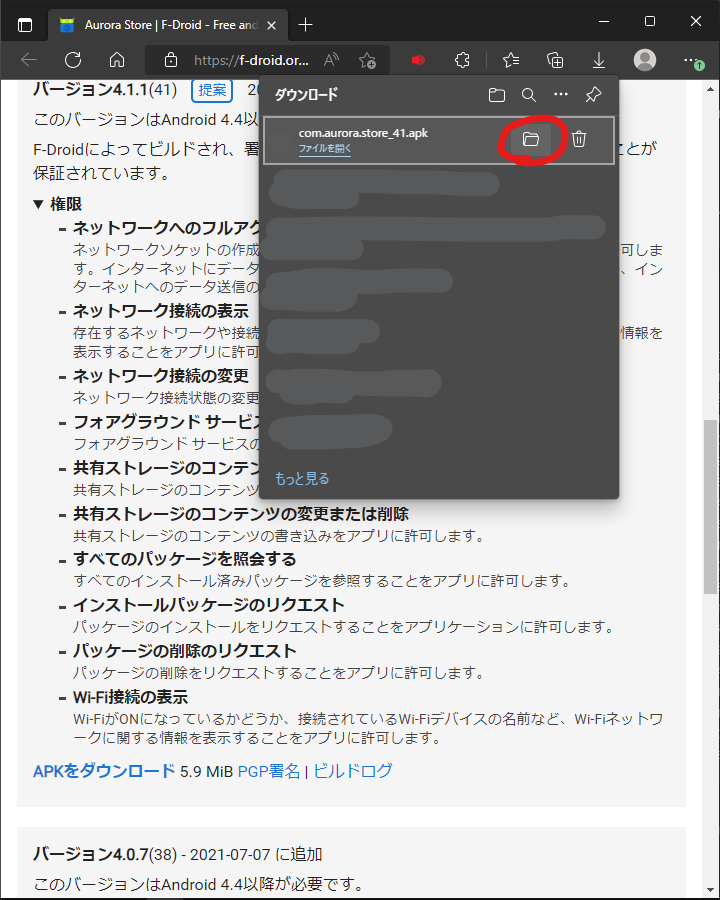 Aurora Store | F-Droid - Free and
https://f-droid.or...
ダウンロード
com.aurora.store_41.apk
ファイルを開く
もっと見る
バージョン4.1.1(41) 提案 20
このバージョンはAndroid 4.4以
F-Droidによってビルドされ、署 ことが
保証されています。
▼ 権限
- ネットワークへのフルアク
ネットワークソケットの作成 可しま
す。インターネットにデータ 、イン
ターネットへのデータ送信の
- ネットワーク接続の表示
存在するネットワークや接続 情報を
表示することをアプリに許可
- ネットワーク接続の変更
ネットワーク接続状態の変更
- フォアグラウンド サービス
フォアグラウンド サービスの
- 共有ストレージのコンテン
共有ストレージのコンテンツ
- 共有ストレージのコンテンツの変更または削除
共有ストレージのコンテンツの書き込みをアプリに許可します。
- すべてのパッケージを照会する
すべてのインストール済みパッケージを参照することをアプリに許可します。
- インストールパッケージのリクエスト
パッケージのインストールをリクエストすることをアプリケーションに許可します。
- パッケージの削除のリクエスト
パッケージの削除をリクエストすることをアプリに許可します。
- Wi-Fi接続の表示
Wi-FiがONになっているかどうか、接続されているWi-Fiデバイスの名前など、Wi-Fiネットワ
ークに関する情報を表示することをアプリに許可します。
APKをダウンロード 5.9 MiB PGP署名 | ビルドログ
バージョン4.0.7(38) - 2021-07-07 に追加
このバージョンはAndroid 4.4以降が必要です。